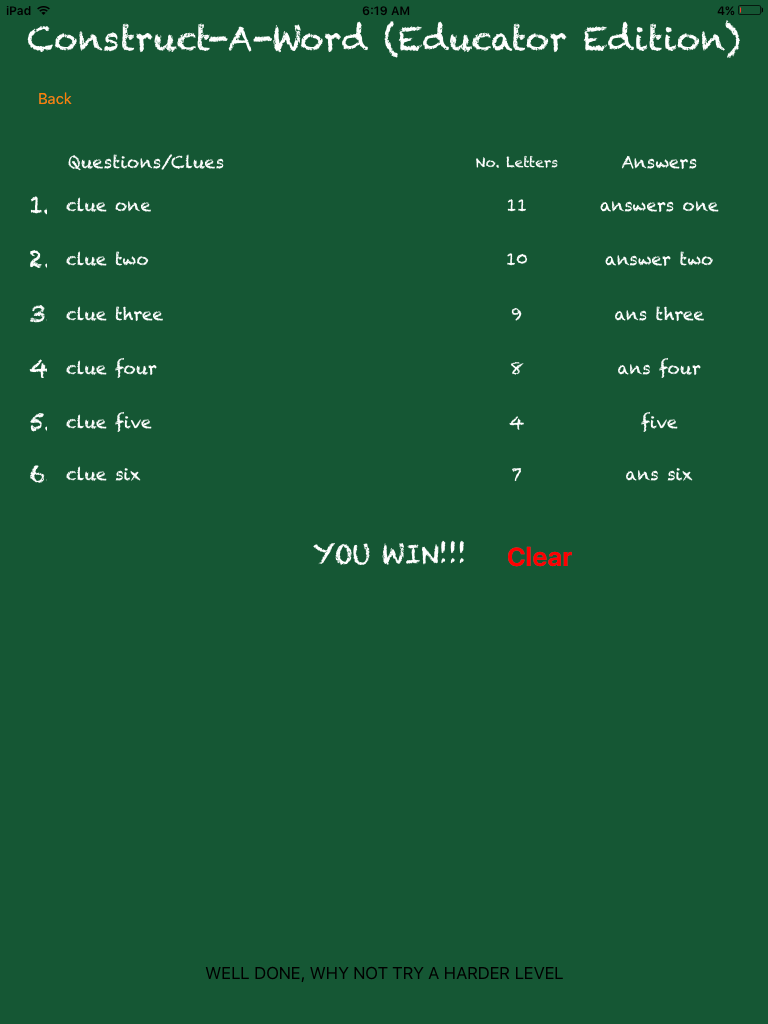 iPad 6:19 AM 4%
Construct-A-Word (Educator Edition)
Back
Questions/Clues No. Letters Answers
1. clue one 11 answers one
2. clue two 10 answer two
3 clue three 9 ans three
4 clue four 8 ans four
5. clue five 4 five
6 clue six 7 ans six
YOU WIN!!! Clear
WELL DONE, WHY NOT TRY A HARDER LEVEL